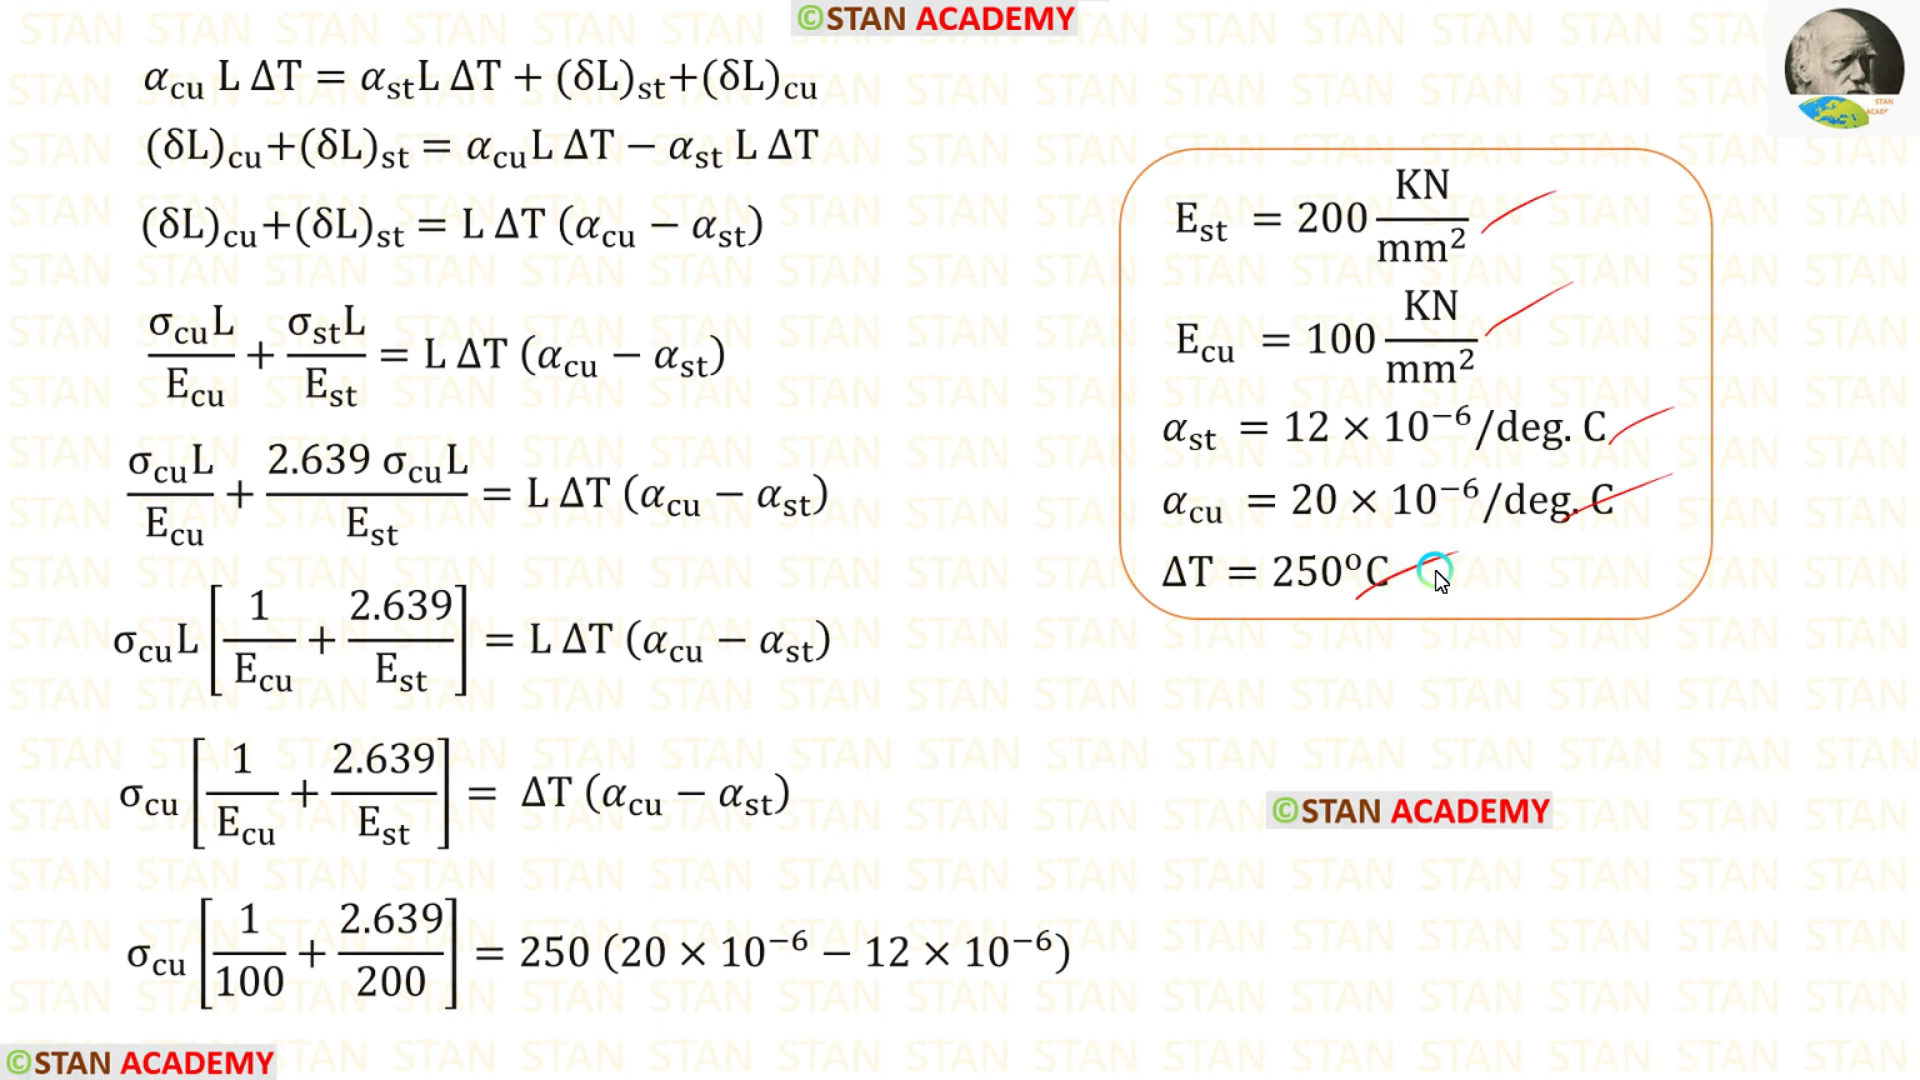 ©STAN ACADEMY
α_cu L ΔT = α_st L ΔT + (δL)_st+(δL)_cu
(δL)_cu+(δL)_st = α_cu L ΔT − α_st L ΔT
(δL)_cu+(δL)_st = L ΔT (α_cu − α_st)
σ_cu L / E_cu + σ_st L / E_st = L ΔT (α_cu − α_st)
σ_cu L / E_cu + 2.639 σ_cu L / E_st = L ΔT (α_cu − α_st)
σ_cu L [1 / E_cu + 2.639 / E_st] = L ΔT (α_cu − α_st)
σ_cu [1 / E_cu + 2.639 / E_st] = ΔT (α_cu − α_st)
σ_cu [1 / 100 + 2.639 / 200] = 250 (20 × 10⁻⁶ − 12 × 10⁻⁶)
E_st = 200 KN / mm²
E_cu = 100 KN / mm²
α_st = 12 × 10⁻⁶/deg. C
α_cu = 20 × 10⁻⁶/deg. C
ΔT = 250⁰C
©STAN ACADEMY
©STAN ACADEMY
STAN